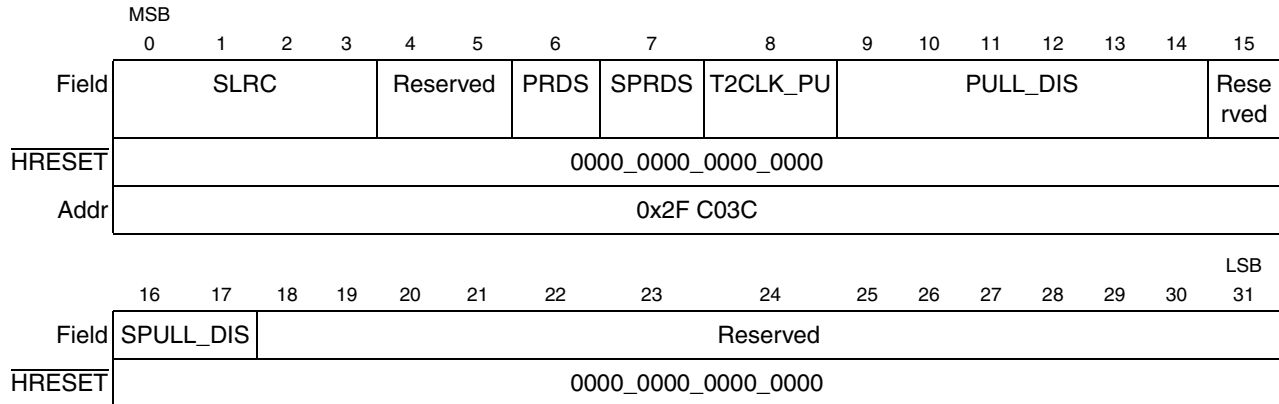 MSB
0 1 2 3 4 5 6 7 8 9 10 11 12 13 14 15
Field SLRC Reserved PRDS SPRDS T2CLK_PU PULL_DIS Rese
rved
HRESET 0000_0000_0000_0000
Addr 0x2F C03C
LSB
16 17 18 19 20 21 22 23 24 25 26 27 28 29 30 31
Field SPULL_DIS Reserved
HRESET 0000_0000_0000_0000